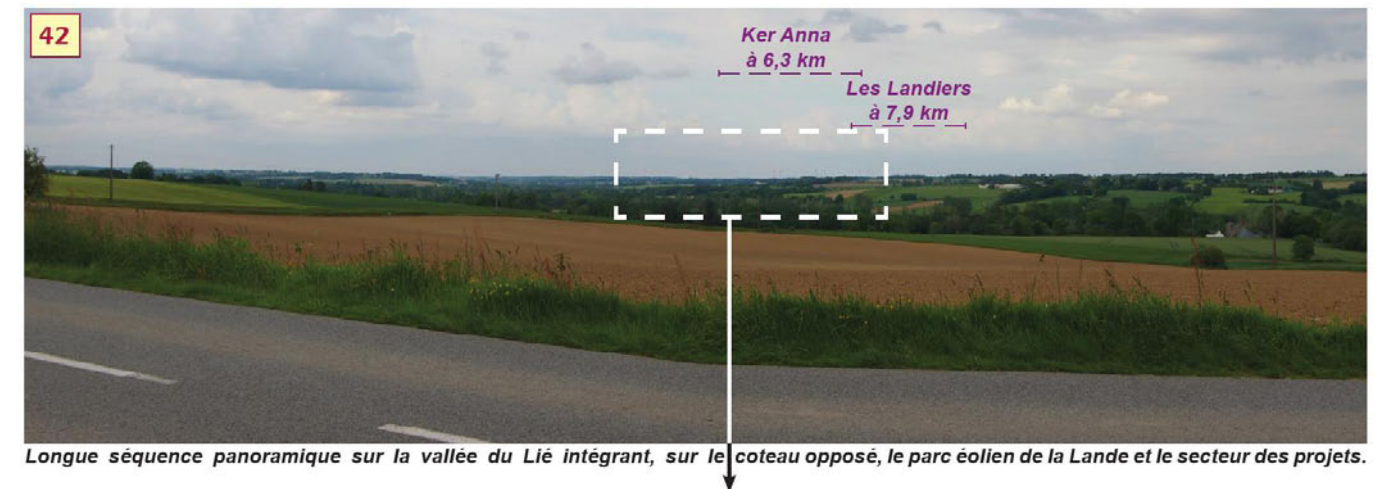 42
Ker Anna
à 6,3 km
Les Landiers
à 7,9 km
Longue séquence panoramique sur la vallée du Lié intégrant, sur le coteau opposé, le parc éolien de la Lande et le secteur des projets.